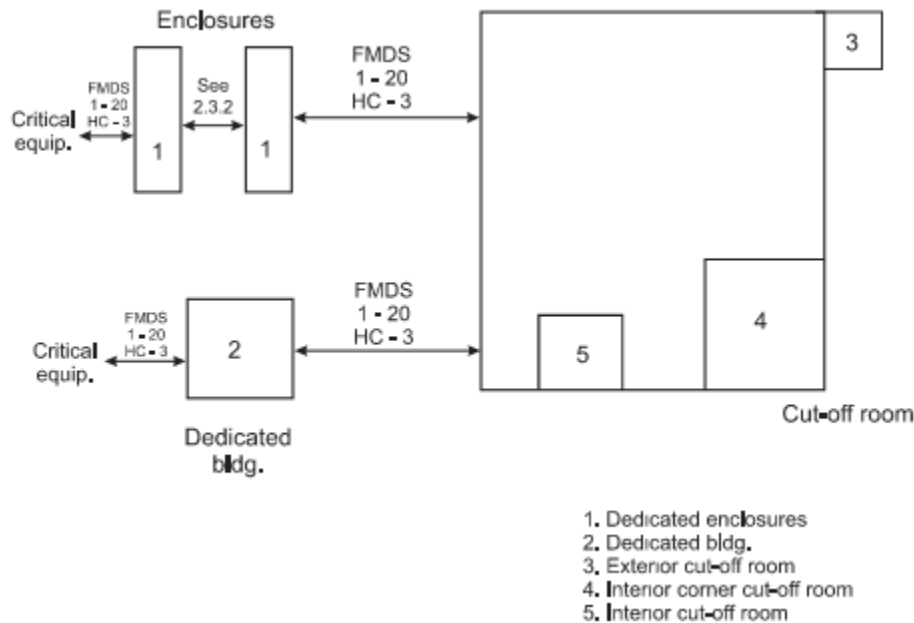 Enclosures
FMDS
1 - 20
HC - 3
3
FMDS
1 - 20
HC - 3
See
2.3.2
Critical
equip.
1
1
FMDS
1 - 20
HC - 3
4
FMDS
1 - 20
HC - 3
2
5
Critical
equip.
Cut-off room
Dedicated
bldg.
1. Dedicated enclosures
2. Dedicated bldg.
3. Exterior cut-off room
4. Interior corner cut-off room
5. Interior cut-off room